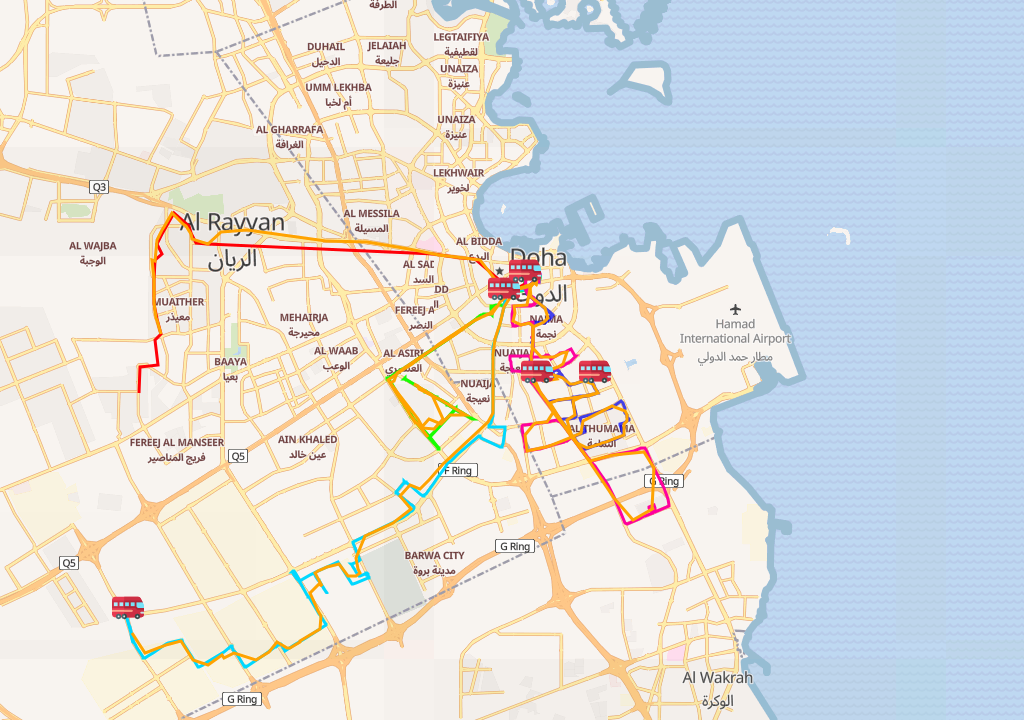 الطرفة
LEGTAIFIYA
لقطيفية
DUHAIL
الدحيل
JELAIAH
جليعة
UNAIZA
عنيزة
UMM LEKHBA
أم لخبا
UNAIZA
عنيزة
AL GHARRAFA
الغرافة
LEKHWAIR
لخوير
Q3
AL MESSILA
المسيلة
Al Rayyan
الريان
AL WAJBA
الوجبة
AL BIDDA
البدع
Doha
الدوحة
AL SAD
السد
DD
MUAITHER
معيذر
MEHAIRJA
محيرجة
FEREEJ A
النصر
NAJMA
نجمة
Hamad
International Airport
مطار حمد الدولي
AL WAAB
الوعب
AL ASIRI
العسيري
BAAYA
بعيا
NUAIJA
نعيجة
AL THUMAMA
الثمامة
FEREEJ AL MANSEER
فريج المناصير
AIN KHALED
عين خالد
Q5
F Ring
G Ring
G Ring
BARWA CITY
مدينة بروة
Q5
G Ring
Al Wakrah
الوكرة